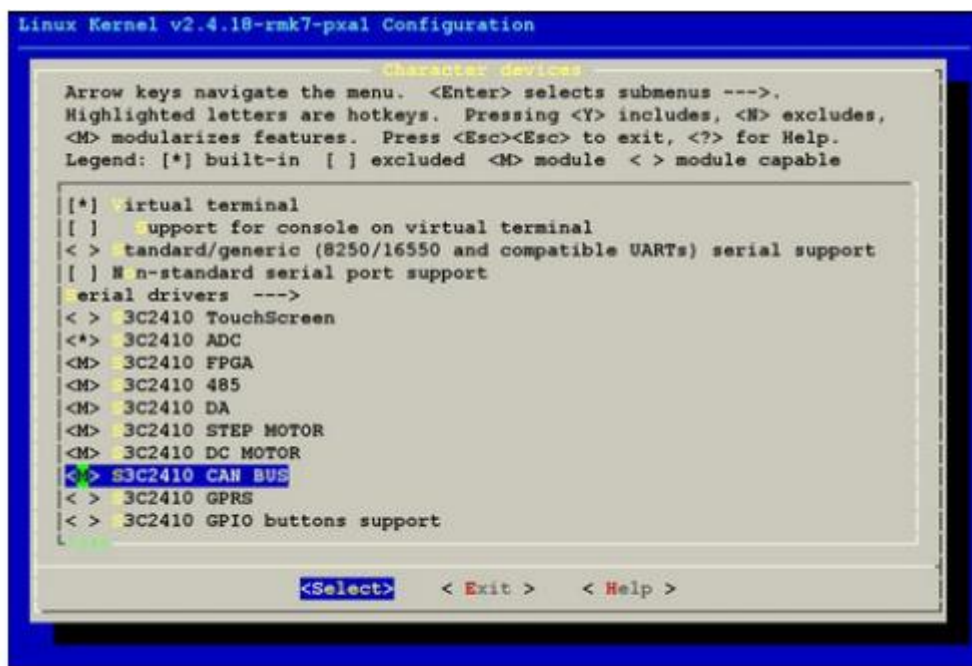 Linux Kernel v2.4.18-rmk7-pxa1 Configuration
Character devices
Arrow keys navigate the menu. <Enter> selects submenus --->.
Highlighted letters are hotkeys. Pressing <Y> includes, <N> excludes,
<M> modularizes features. Press <Esc><Esc> to exit, <?> for Help.
Legend: [*] built-in [ ] excluded <M> module < > module capable
[*] Virtual terminal
[ ] Support for console on virtual terminal
< > Standard/generic (8250/16550 and compatible UARTs) serial support
[ ] Non-standard serial port support
Serial drivers --->
< > S3C2410 TouchScreen
<*> S3C2410 ADC
<M> S3C2410 FPGA
<M> S3C2410 485
<M> S3C2410 DA
<M> S3C2410 STEP MOTOR
<M> S3C2410 DC MOTOR
<M> S3C2410 CAN BUS
< > S3C2410 GPRS
< > S3C2410 GPIO buttons support
<Select> < Exit > < Help >